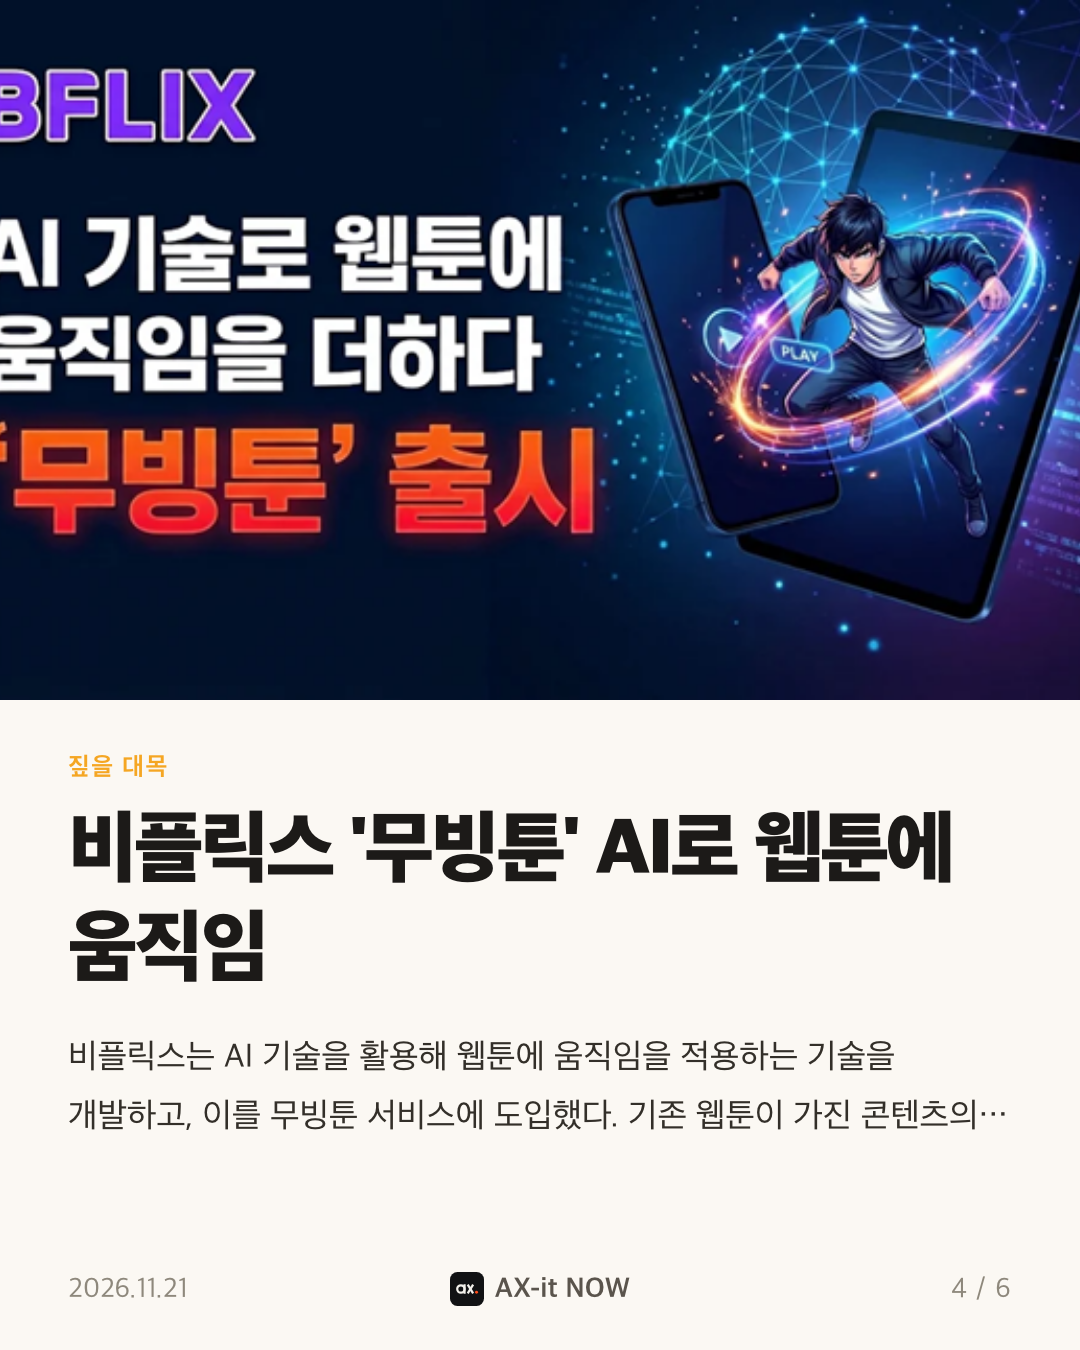 BFLIX
AI 기술로 웹툰에
움직임을 더하다
‘무빙툰’ 출시
PLAY
짚을 대목
비플릭스 '무빙툰' AI로 웹툰에
움직임
비플릭스는 AI 기술을 활용해 웹툰에 움직임을 적용하는 기술을
개발하고, 이를 무빙툰 서비스에 도입했다. 기존 웹툰이 가진 콘텐츠의…
2026.11.21
ax.
AX-it NOW
4 / 6